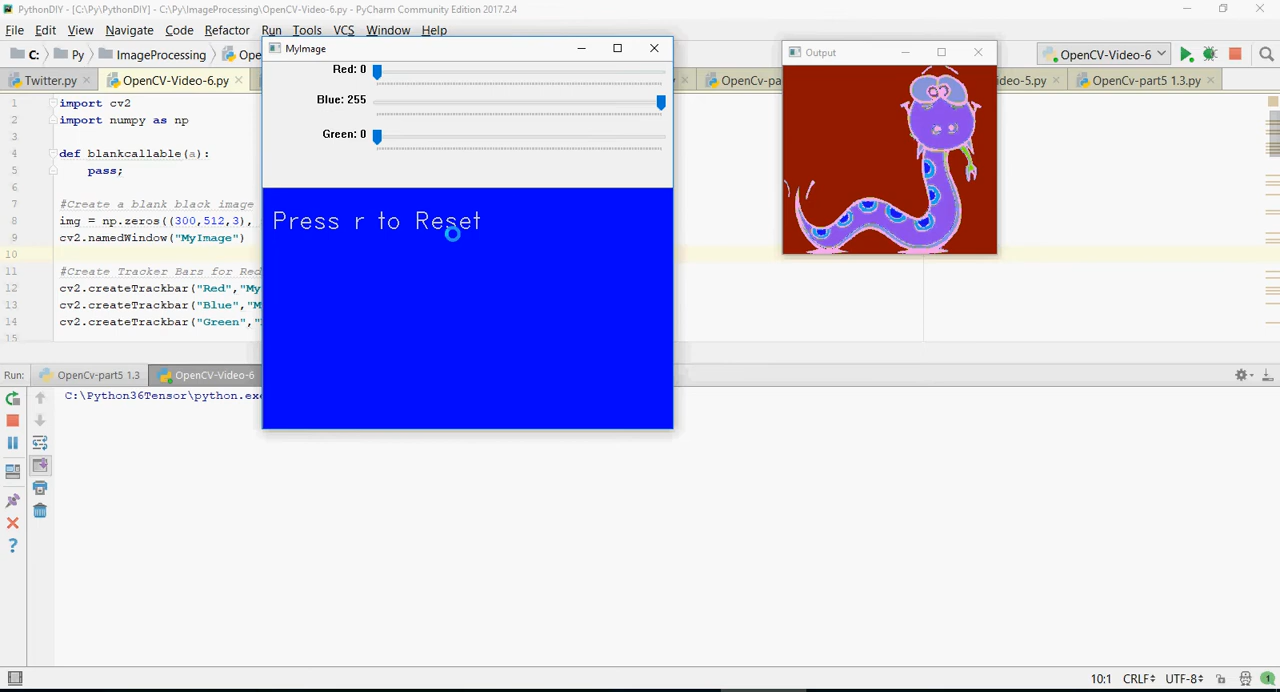 PythonDIY - [C:\Py\PythonDIY] - C:\Py\ImageProcessing\OpenCV-Video-6.py - PyCharm Community Edition 2017.2.4
File Edit View Navigate Code Refactor Run Tools VCS Window Help
C: Py ImageProcessing Ope
OpenCV-Video-6
Twitter.py OpenCV-Video-6.py OpenCv-pa eo-5.py OpenCv-part5 1.3.py
MyImage
Red: 0
Blue: 255
Green: 0
Press r to Reset
Output
1 import cv2
2 import numpy as np
3
4 def blankcallable(a):
5 pass;
6
7 #Create a blank black image
8 img = np.zeros((300,512,3),
9 cv2.namedWindow("MyImage")
10
11 #Create Tracker Bars for Red
12 cv2.createTrackbar("Red","My
13 cv2.createTrackbar("Blue","M
14 cv2.createTrackbar("Green","
15
Run: OpenCv-part5 1.3 OpenCV-Video-6
C:\Python36Tensor\python.exe
10:1 CRLF UTF-8 1